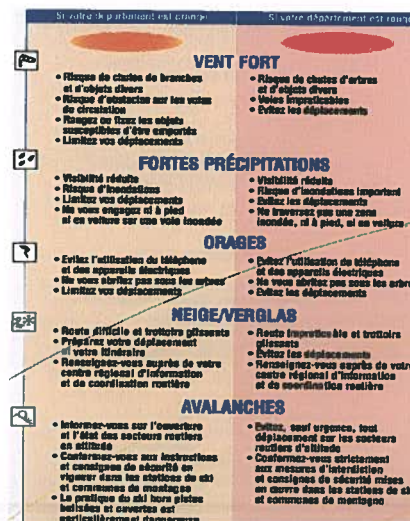 Si votre département est orange
Si votre département est rouge
VENT FORT
• Risque de chutes de branches
et d'objets divers
• Risque d'obstacles sur les voies
de circulation
• Rangez ou fixez les objets
susceptibles d'être emportés
• Limitez vos déplacements
• Risque de chutes d'arbres
et d'objets divers
• Voies impraticables
• Evitez les déplacements
FORTES PRÉCIPITATIONS
• Visibilité réduite
• Risque d'inondations
• Limitez vos déplacements
• Ne vous engagez ni à pied
ni en voiture sur une voie inondée
• Visibilité réduite
• Risque d'inondations important
• Evitez les déplacements
• Ne traversez pas une zone
inondée, ni à pied, ni en voiture
ORAGES
• Evitez l'utilisation du téléphone
et des appareils électriques
• Ne vous abritez pas sous les arbres
• Limitez vos déplacements
• Evitez l'utilisation du téléphone
et des appareils électriques
• Ne vous abritez pas sous les arbre
• Evitez les déplacements
NEIGE/VERGLAS
• Route difficile et trottoirs glissants
• Préparez votre déplacement
et votre itinéraire
• Renseignez-vous auprès de votre
centre régional d'information
et de coordination routière
• Route impraticable et trottoirs
glissants
• Evitez les déplacements
• Renseignez-vous auprès de votre
centre régional d'information
et de coordination routière
AVALANCHES
• Informez-vous sur l'ouverture
et l'état des secteurs routiers
en altitude
• Conformez-vous aux instructions
et consignes de sécurité en
vigueur dans les stations de ski
et communes de montagne
• La pratique du ski hors pistes
balisées et ouvertes est
particulièrement dangereuse
• Evitez, sauf urgence, tout
déplacement sur les secteurs
routiers d'altitude
• Conformez-vous strictement
aux mesures d'interdiction
et consignes de sécurité mises
en œuvre dans les stations de ski
et communes de montagne